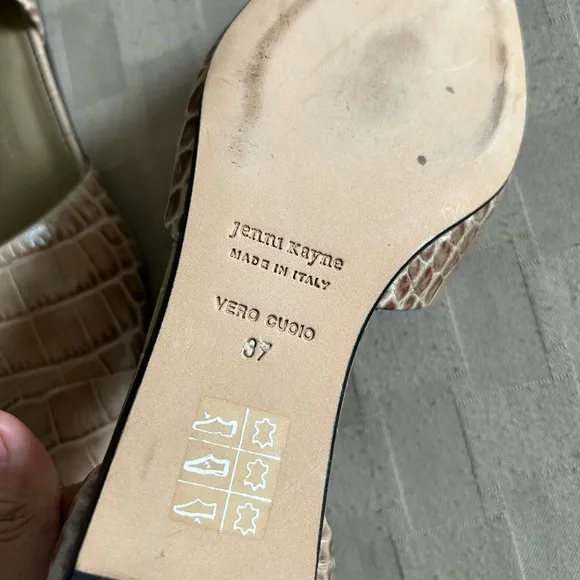 Jenni Kayne
MADE IN ITALY
VERO CUOIO
37